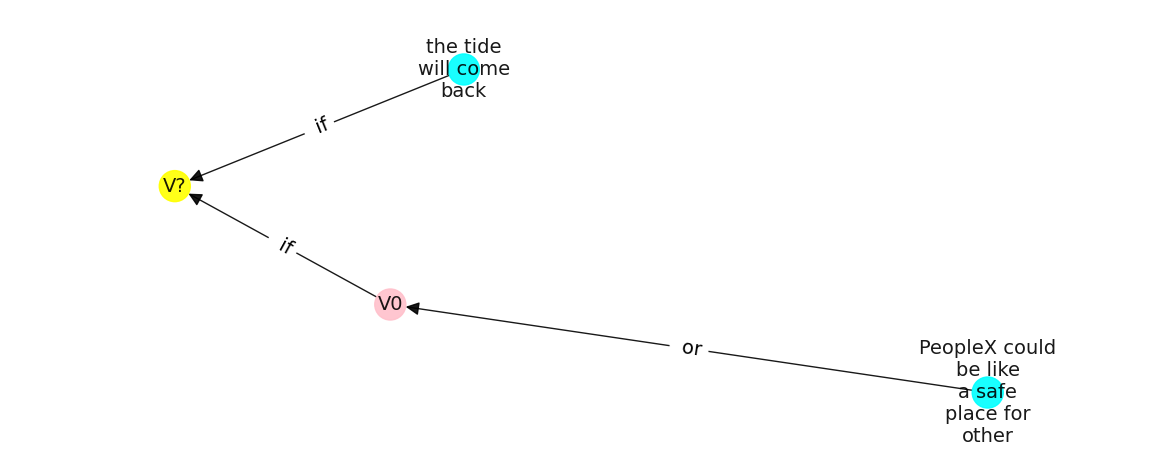 the tide
will come
back
if
V?
if
V0
or
PeopleX could
be like
a safe
place for
other